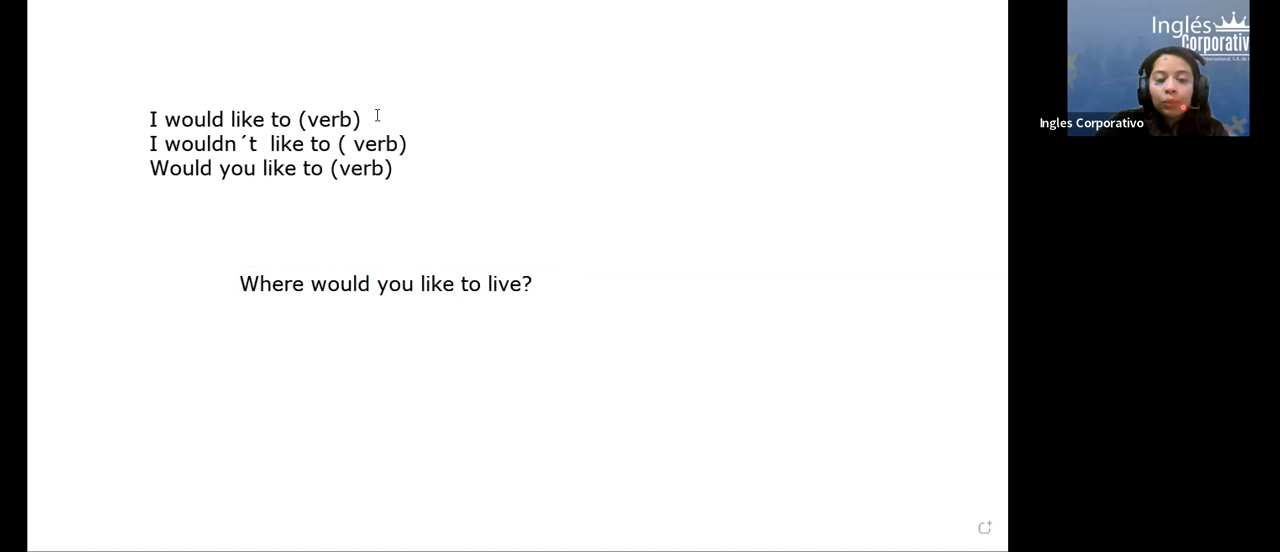 I would like to (verb)
I wouldn´t  like to ( verb)
Would you like to (verb)
Where would you like to live?
Inglés
Corporativ
Ingles Corporativo